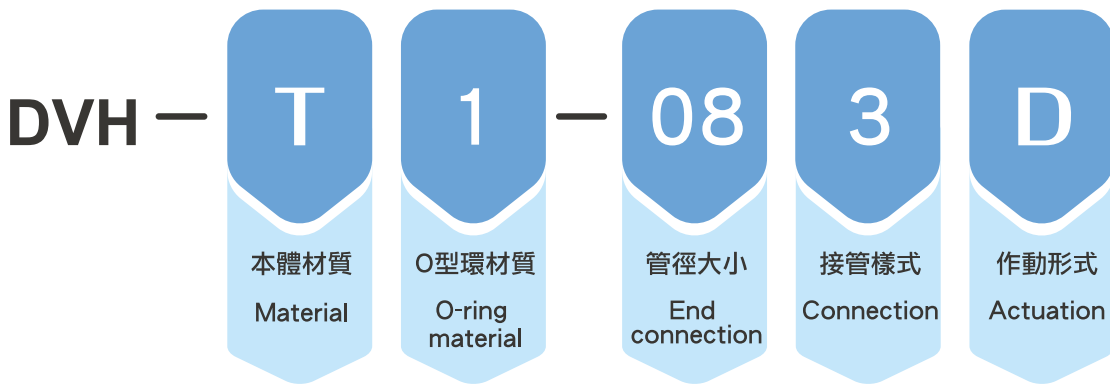 DVH — T 1 — 08 3 D
本體材質
Material
O型環材質
O-ring
material
管徑大小
End
connection
接管樣式
Connection
作動形式
Actuation